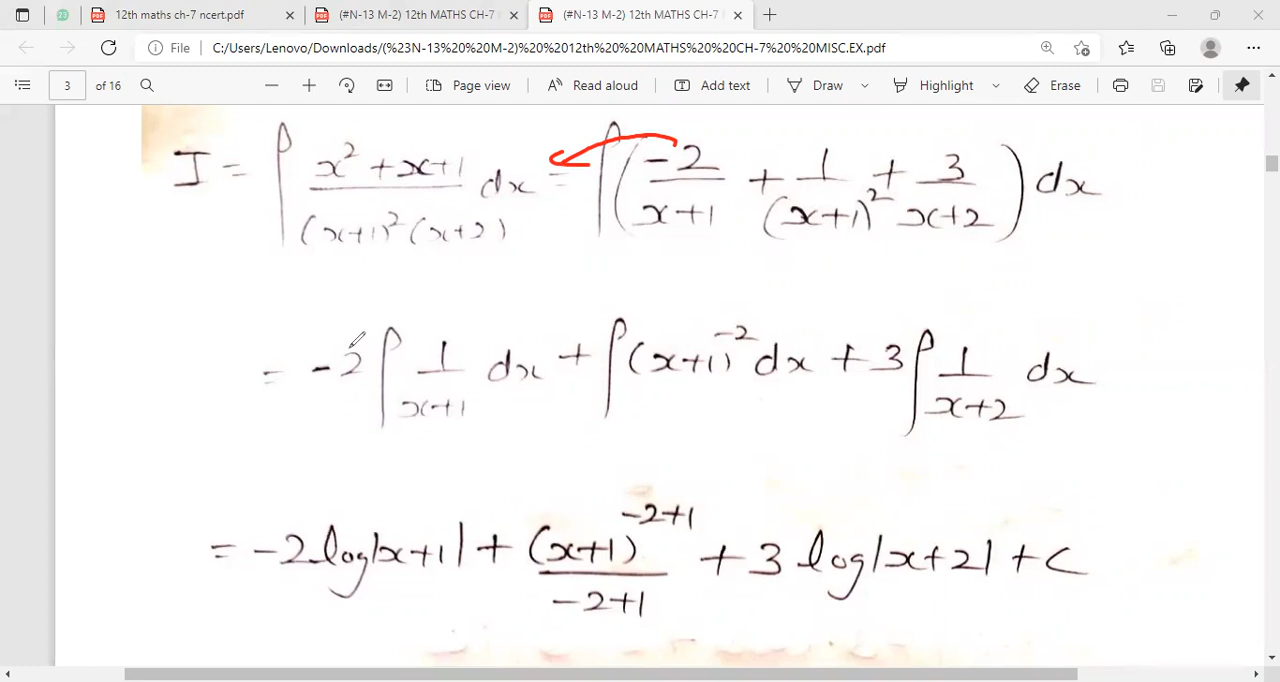 12th maths ch-7 ncert.pdf
(#N-13 M-2) 12th MATHS CH-7
(#N-13 M-2) 12th MATHS CH-7
File C:/Users/Lenovo/Downloads/(%23N-13%20%20M-2)%20%2012th%20%20MATHS%20%20CH-7%20%20MISC.EX.pdf
3 of 16 Page view Read aloud Add text Draw Highlight Erase
I = ∫ (x² + x + 1)/((x+1)²(x+2)) dx = ∫(-2/(x+1) + 1/(x+1)² + 3/(x+2)) dx
= -2 ∫ 1/(x+1) dx + ∫(x+1)⁻² dx + 3 ∫ 1/(x+2) dx
= -2 log|x+1| + (x+1)^(-2+1)/(-2+1) + 3 log|x+2| + C